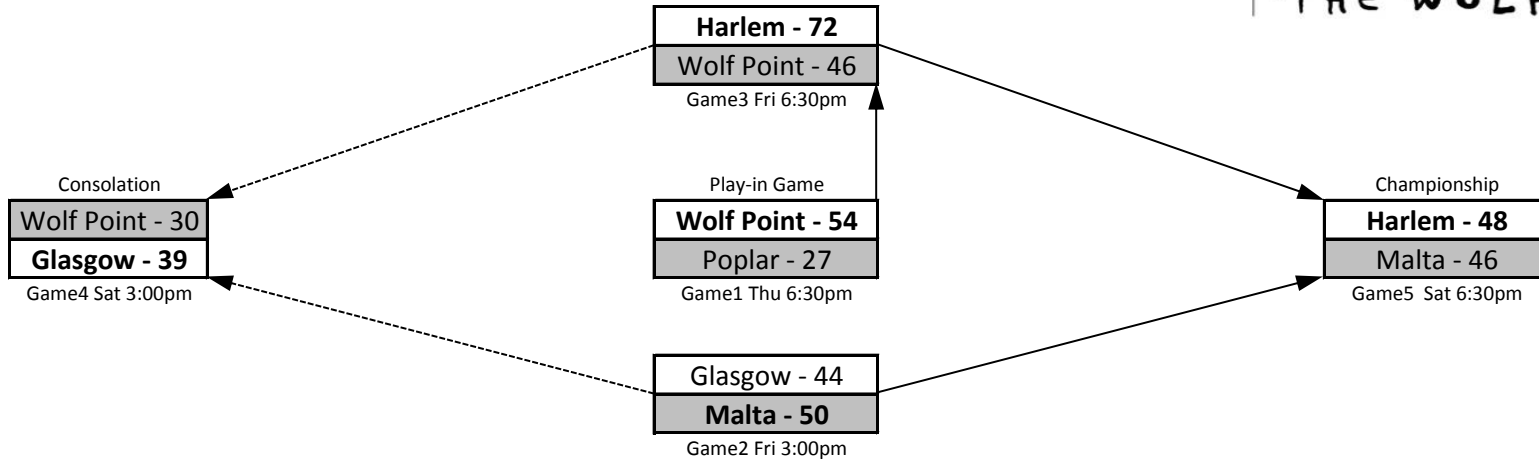 THE WOLF
Harlem - 72
Wolf Point - 46
Game3 Fri 6:30pm
Consolation
Wolf Point - 30
Glasgow - 39
Game4 Sat 3:00pm
Play-in Game
Wolf Point - 54
Poplar - 27
Game1 Thu 6:30pm
Championship
Harlem - 48
Malta - 46
Game5  Sat 6:30pm
Glasgow - 44
Malta - 50
Game2 Fri 3:00pm